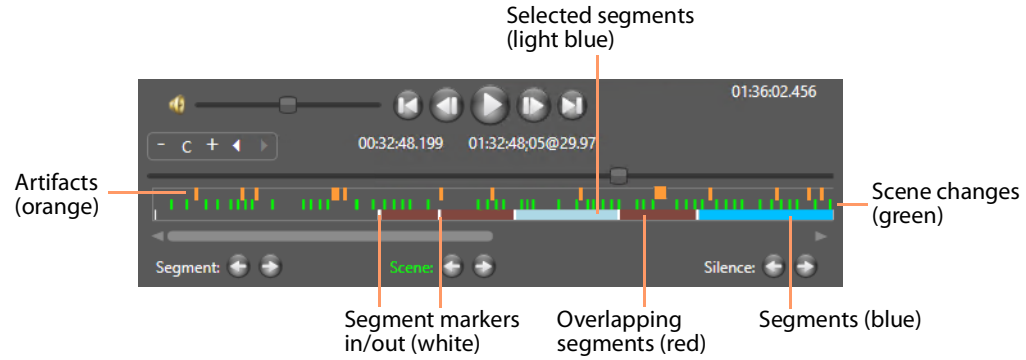 Selected segments
(light blue)
01:36:02.456
- C +
00:32:48.199 01:32:48;05@29.97
Artifacts
(orange)
Scene changes
(green)
Segment: Scene: Silence:
Segment markers
in/out (white)
Overlapping
segments (red)
Segments (blue)